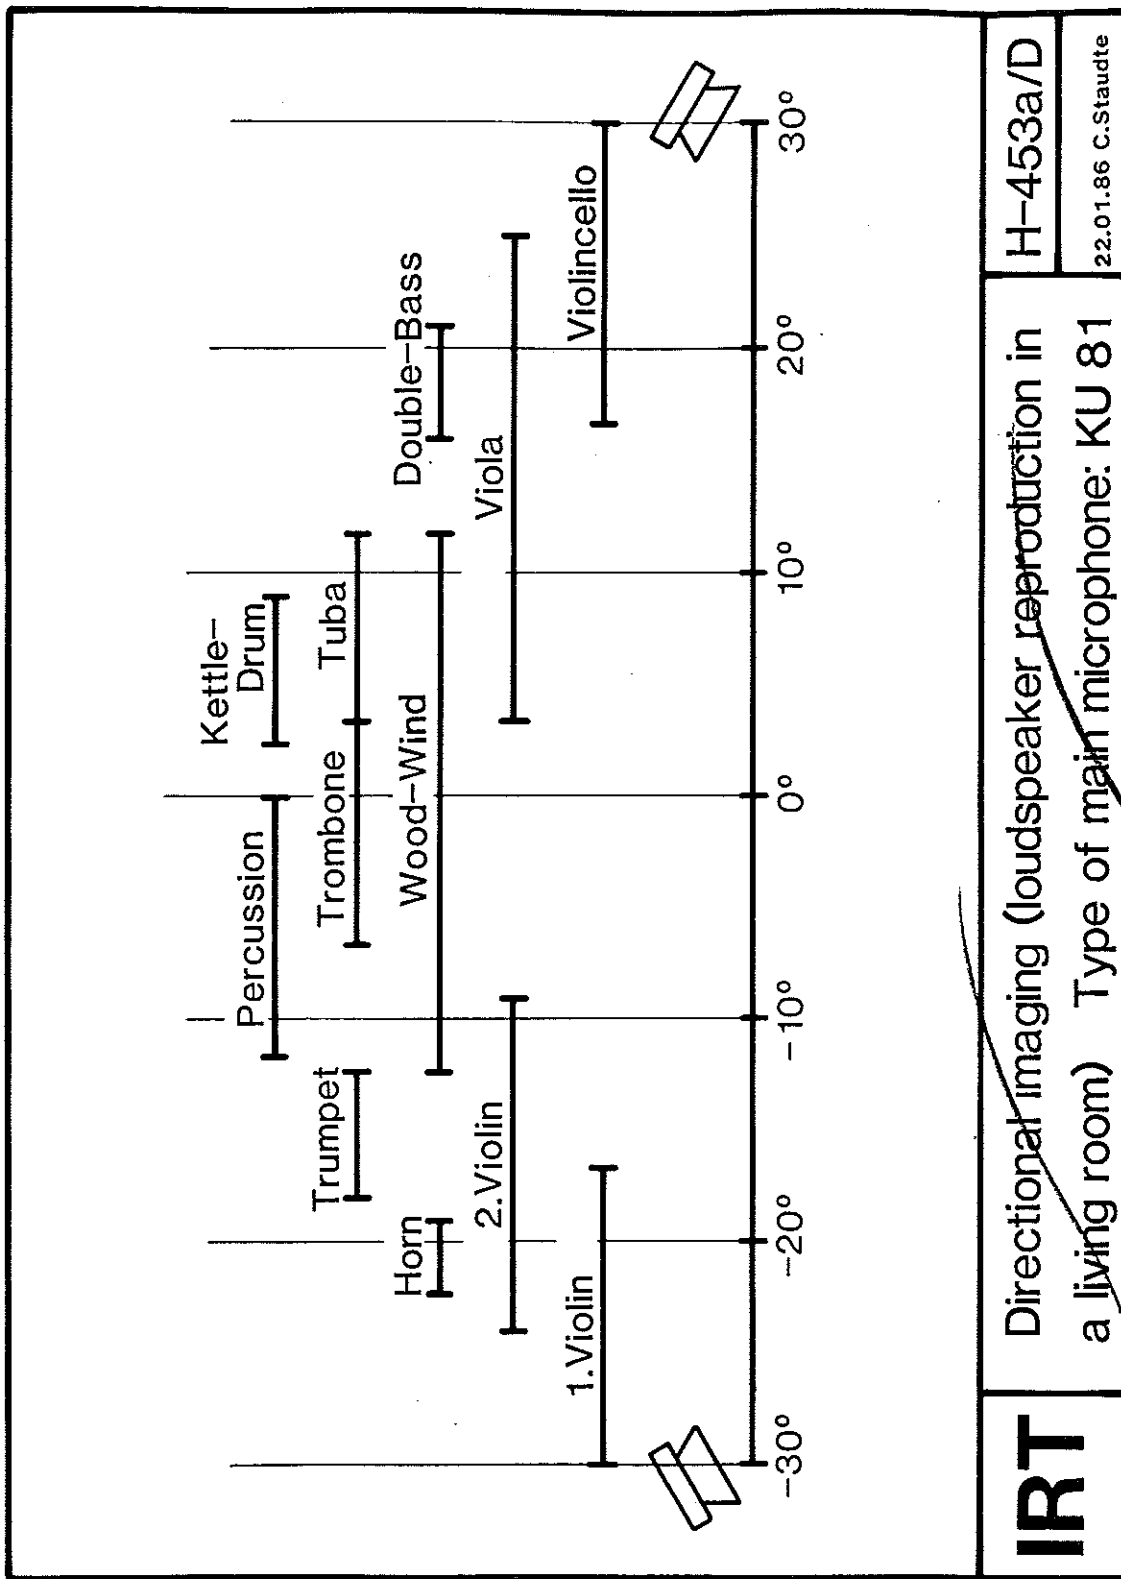 Kettle-
Percussion
Drum
Trumpet
Trombone
Tuba
Horn
Wood-Wind
Double-Bass
2.Violin
Viola
1.Violin
Violincello
-30°
-20°
-10°
0°
10°
20°
30°
IRT
Directional imaging (loudspeaker reproduction in
a living room) Type of main microphone: KU 81
H-453a/D
22.01.86 C.Staudte